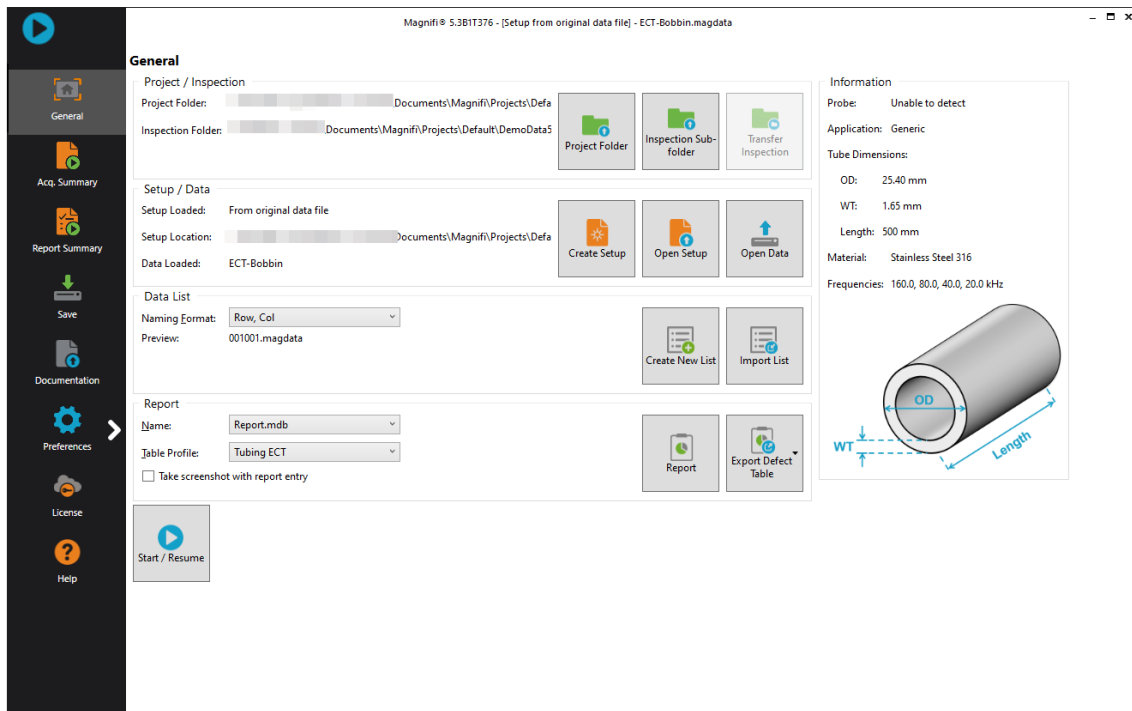 Magnifi® 5.3B1T376 - [Setup from original data file] - ECT-Bobbin.magdata
General
Acq. Summary
Report Summary
Save
Documentation
Preferences
License
Help
General
Project / Inspection
Project Folder: Documents\Magnifi\Projects\Defa
Inspection Folder: Documents\Magnifi\Projects\Default\DemoData5
Project Folder
Inspection Sub-
folder
Transfer
Inspection
Setup / Data
Setup Loaded: From original data file
Setup Location: Documents\Magnifi\Projects\Defa
Data Loaded: ECT-Bobbin
Create Setup
Open Setup
Open Data
Data List
Naming Format: Row, Col
Preview: 001001.magdata
Create New List
Import List
Report
Name: Report.mdb
Table Profile: Tubing ECT
Take screenshot with report entry
Report
Export Defect
Table
Start / Resume
Information
Probe: Unable to detect
Application: Generic
Tube Dimensions:
OD: 25.40 mm
WT: 1.65 mm
Length: 500 mm
Material: Stainless Steel 316
Frequencies: 160.0, 80.0, 40.0, 20.0 kHz
OD
WT
Length